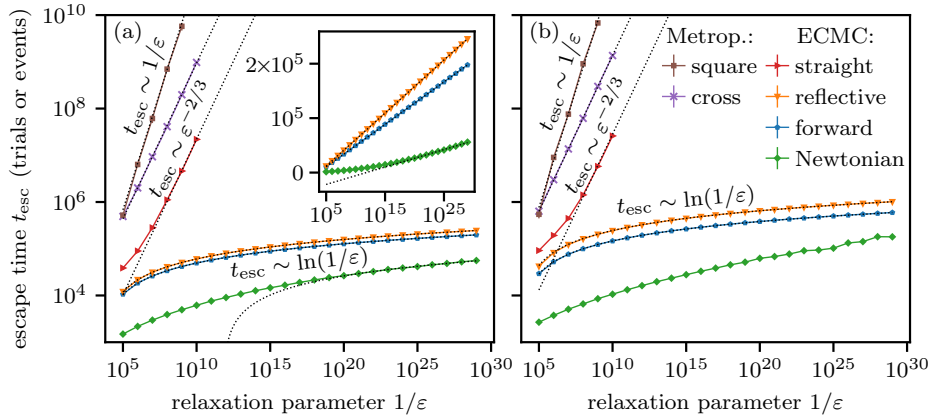 escape time t_esc (trials or events)
10^10
10^8
10^6
10^4
(a)
t_esc ~ 1/ε
t_esc ~ ε^−2/3
t_esc ~ ln(1/ε)
2×10^5
10^5
0
10^5 10^15 10^25
10^5 10^10 10^15 10^20 10^25 10^30
relaxation parameter 1/ε
(b)
Metrop.: ECMC:
square straight
cross reflective
forward
Newtonian
t_esc ~ 1/ε
t_esc ~ ε^−2/3
t_esc ~ ln(1/ε)
10^5 10^10 10^15 10^20 10^25 10^30
relaxation parameter 1/ε